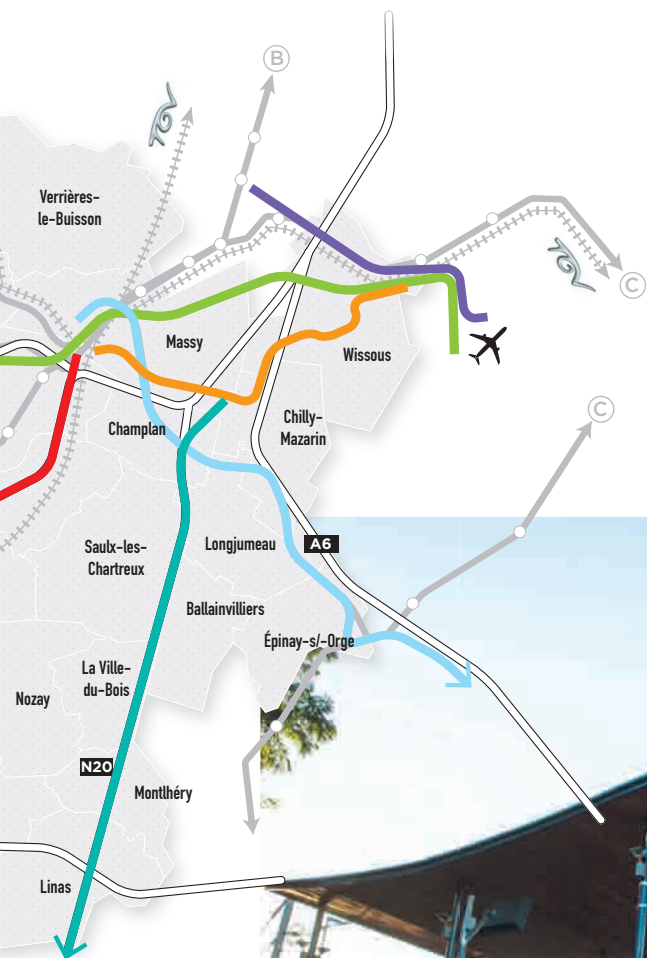 B
Verrières-
le-Buisson
C
Massy
Wissous
C
Chilly-
Mazarin
Champlan
Saulx-les-
Chartreux
Longjumeau
A6
Ballainvilliers
Épinay-s/-Orge
La Ville-
du-Bois
Nozay
N20
Montlhéry
Linas